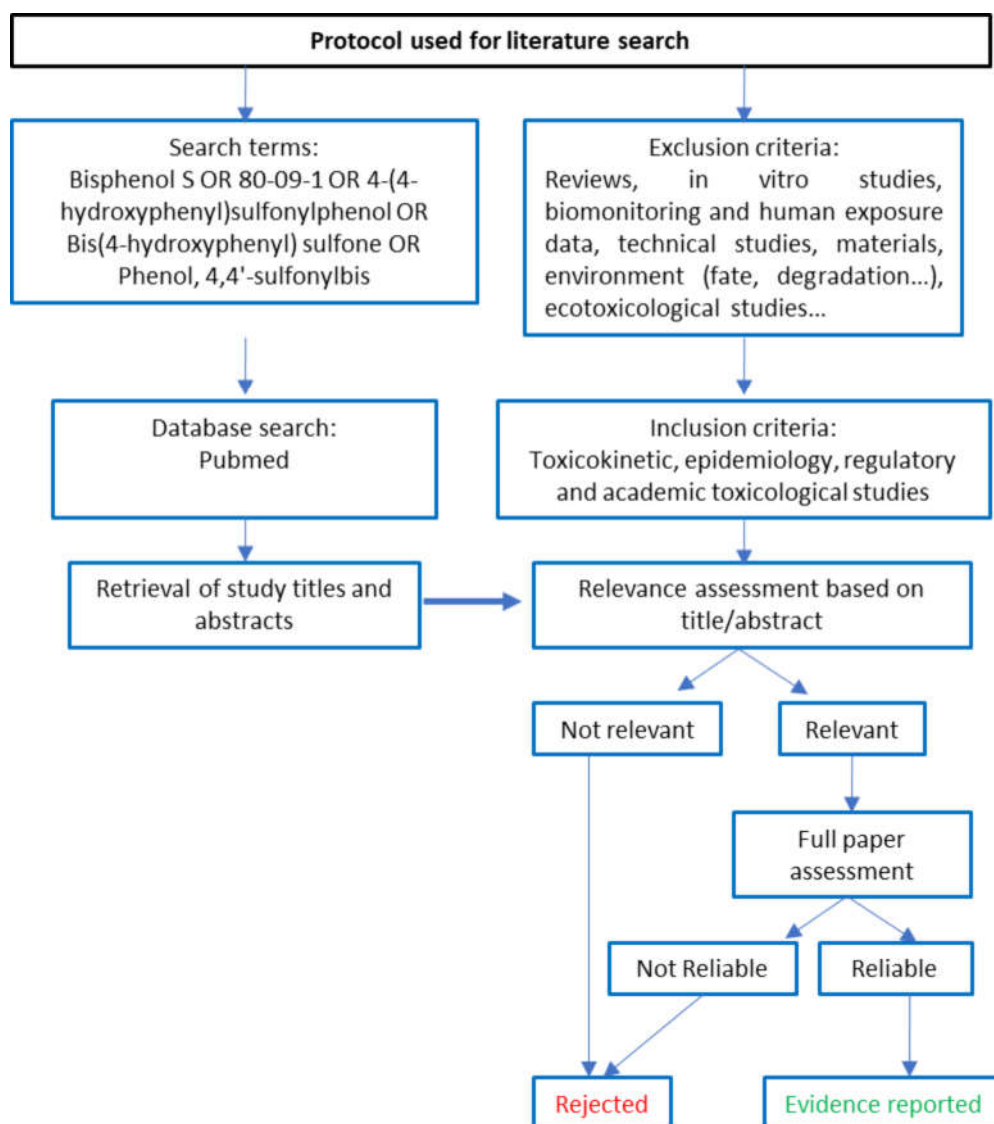 Protocol used for literature search
Search terms:
Bisphenol S OR 80-09-1 OR 4-(4-
hydroxyphenyl)sulfonylphenol OR
Bis(4-hydroxyphenyl) sulfone OR
Phenol, 4,4'-sulfonylbis
Exclusion criteria:
Reviews, in vitro studies,
biomonitoring and human exposure
data, technical studies, materials,
environment (fate, degradation...),
ecotoxicological studies...
Database search:
Pubmed
Inclusion criteria:
Toxicokinetic, epidemiology, regulatory
and academic toxicological studies
Retrieval of study titles and
abstracts
Relevance assessment based on
title/abstract
Not relevant
Relevant
Full paper
assessment
Not Reliable
Reliable
Rejected
Evidence reported